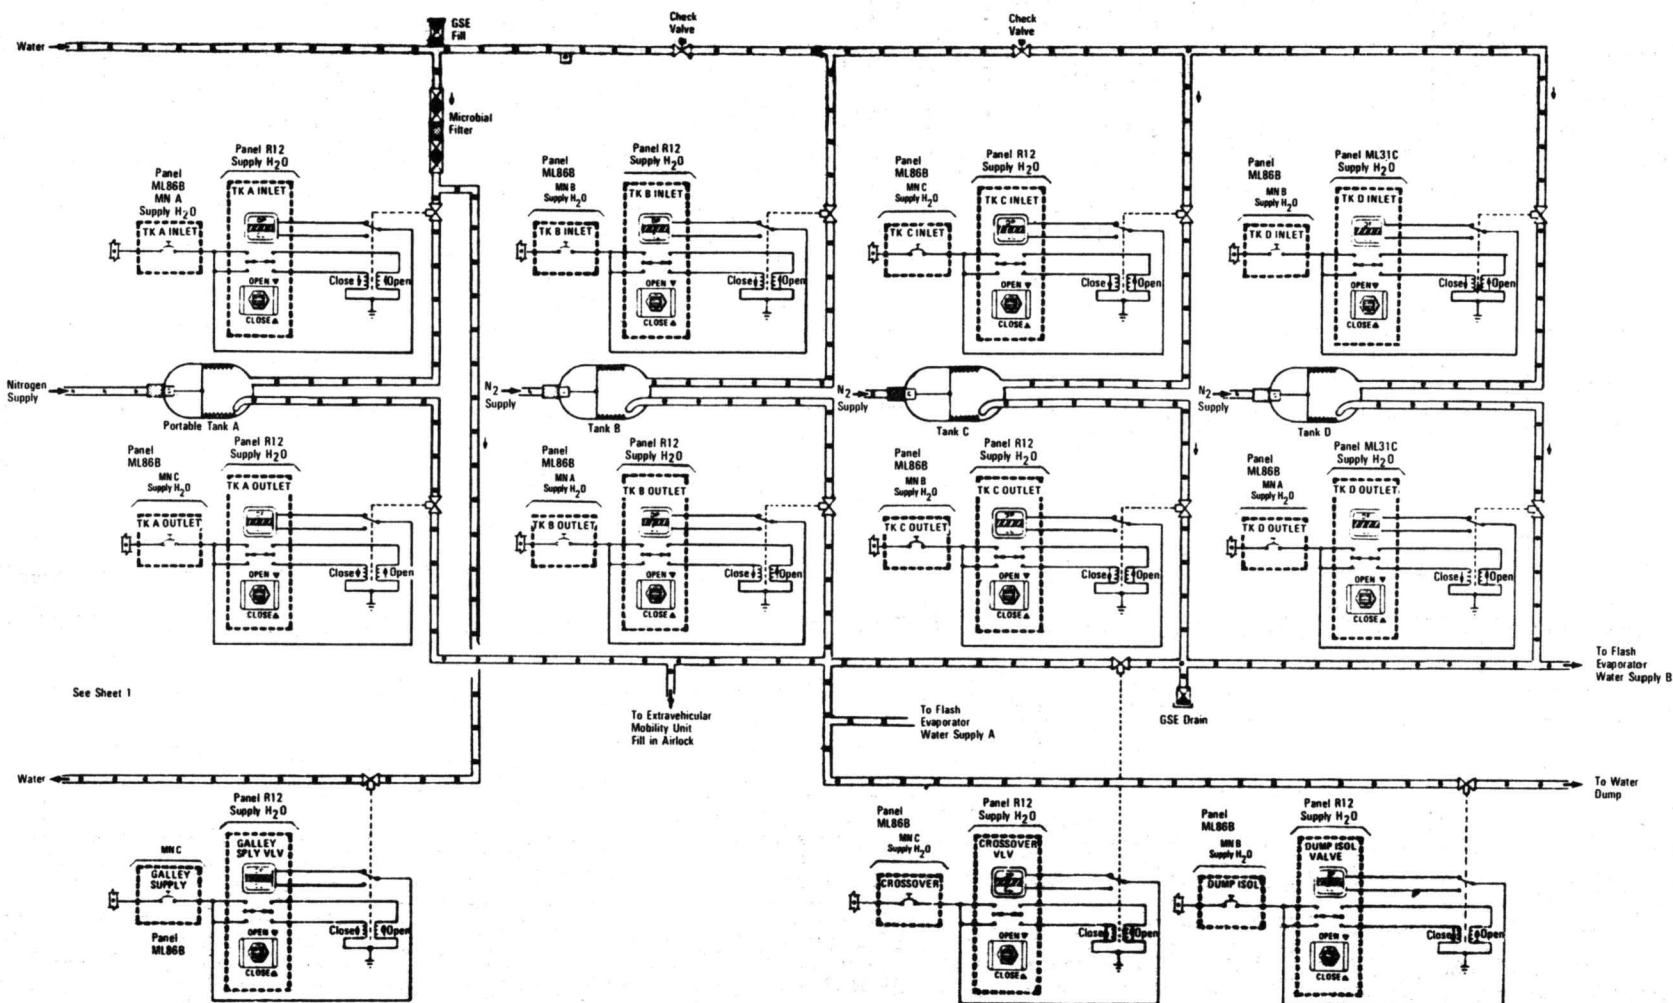 GSE
Fill
Check
Valve
Check
Valve
Water
Microbial
Filter
Panel
ML86B
MN A
Supply H2O
TK A INLET
Panel R12
Supply H2O
TK A INLET
OPEN ▼
CLOSE ▲
Close
Open
Panel
ML86B
MN B
Supply H2O
TK B INLET
Panel R12
Supply H2O
TK B INLET
OPEN ▼
CLOSE ▲
Close
Open
Panel
ML86B
MN C
Supply H2O
TK C INLET
Panel R12
Supply H2O
TK C INLET
OPEN ▼
CLOSE ▲
Close
Open
Panel
ML86B
MN B
Supply H2O
TK D INLET
Panel ML31C
Supply H2O
TK D INLET
OPEN ▼
CLOSE ▲
Close
Open
Nitrogen
Supply
Portable Tank A
N2
Supply
Tank B
N2
Supply
Tank C
N2
Supply
Tank D
Panel
ML86B
MN C
Supply H2O
TK A OUTLET
Panel R12
Supply H2O
TK A OUTLET
OPEN ▼
CLOSE ▲
Close
Open
Panel
ML86B
MN A
Supply H2O
TK B OUTLET
Panel R12
Supply H2O
TK B OUTLET
OPEN ▼
CLOSE ▲
Close
Open
Panel
ML86B
MN B
Supply H2O
TK C OUTLET
Panel R12
Supply H2O
TK C OUTLET
OPEN ▼
CLOSE ▲
Close
Open
Panel
ML86B
MN A
Supply H2O
TK D OUTLET
Panel ML31C
Supply H2O
TK D OUTLET
OPEN ▼
CLOSE ▲
Close
Open
See Sheet 1
To Extravehicular
Mobility Unit
Fill in Airlock
To Flash
Evaporator
Water Supply A
GSE Drain
To Flash
Evaporator
Water Supply B
Water
To Water
Dump
MN C
GALLEY
SUPPLY
Panel
ML86B
Panel R12
Supply H2O
GALLEY
SPLY VLV
OPEN ▼
CLOSE ▲
Close
Open
Panel
ML86B
MN C
Supply H2O
CROSSOVER
Panel R12
Supply H2O
CROSSOVER
VLV
OPEN ▼
CLOSE ▲
Close
Open
Panel
ML86B
MN B
Supply H2O
DUMP ISOL
Panel R12
Supply H2O
DUMP ISOL
VALVE
OPEN ▼
CLOSE ▲
Close
Open